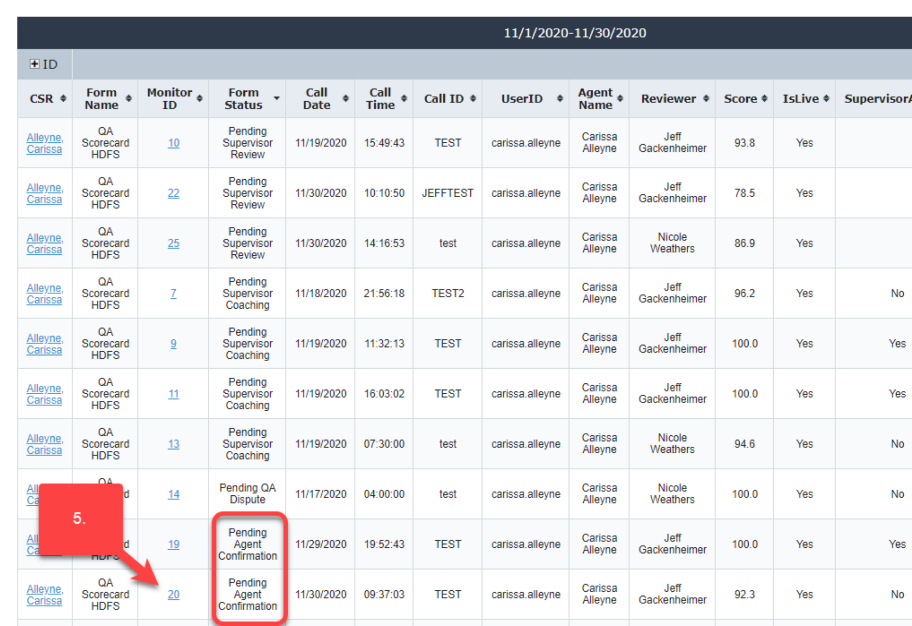 11/1/2020-11/30/2020
ID
CSR Form Name Monitor ID Form Status Call Date Call Time Call ID UserID Agent Name Reviewer Score IsLive SupervisorA
Alleyne, Carissa QA Scorecard HDFS 10 Pending Supervisor Review 11/19/2020 15:49:43 TEST carissa.alleyne Carissa Alleyne Jeff Gackenheimer 93.8 Yes
Alleyne, Carissa QA Scorecard HDFS 22 Pending Supervisor Review 11/30/2020 10:10:50 JEFFTEST carissa.alleyne Carissa Alleyne Jeff Gackenheimer 78.5 Yes
Alleyne, Carissa QA Scorecard HDFS 25 Pending Supervisor Review 11/30/2020 14:16:53 test carissa.alleyne Carissa Alleyne Nicole Weathers 86.9 Yes
Alleyne, Carissa QA Scorecard HDFS 7 Pending Supervisor Coaching 11/18/2020 21:56:18 TEST2 carissa.alleyne Carissa Alleyne Jeff Gackenheimer 96.2 Yes No
Alleyne, Carissa QA Scorecard HDFS 9 Pending Supervisor Coaching 11/19/2020 11:32:13 TEST carissa.alleyne Carissa Alleyne Jeff Gackenheimer 100.0 Yes Yes
Alleyne, Carissa QA Scorecard HDFS 11 Pending Supervisor Coaching 11/19/2020 16:03:02 TEST carissa.alleyne Carissa Alleyne Jeff Gackenheimer 100.0 Yes Yes
Alleyne, Carissa QA Scorecard HDFS 13 Pending Supervisor Coaching 11/19/2020 07:30:00 test carissa.alleyne Carissa Alleyne Nicole Weathers 94.6 Yes No
14 Pending QA Dispute 11/17/2020 04:00:00 test carissa.alleyne Carissa Alleyne Nicole Weathers 100.0 Yes No
5.
19 Pending Agent Confirmation 11/29/2020 19:52:43 TEST carissa.alleyne Carissa Alleyne Jeff Gackenheimer 100.0 Yes Yes
Alleyne, Carissa QA Scorecard HDFS 20 Pending Agent Confirmation 11/30/2020 09:37:03 TEST carissa.alleyne Carissa Alleyne Jeff Gackenheimer 92.3 Yes No